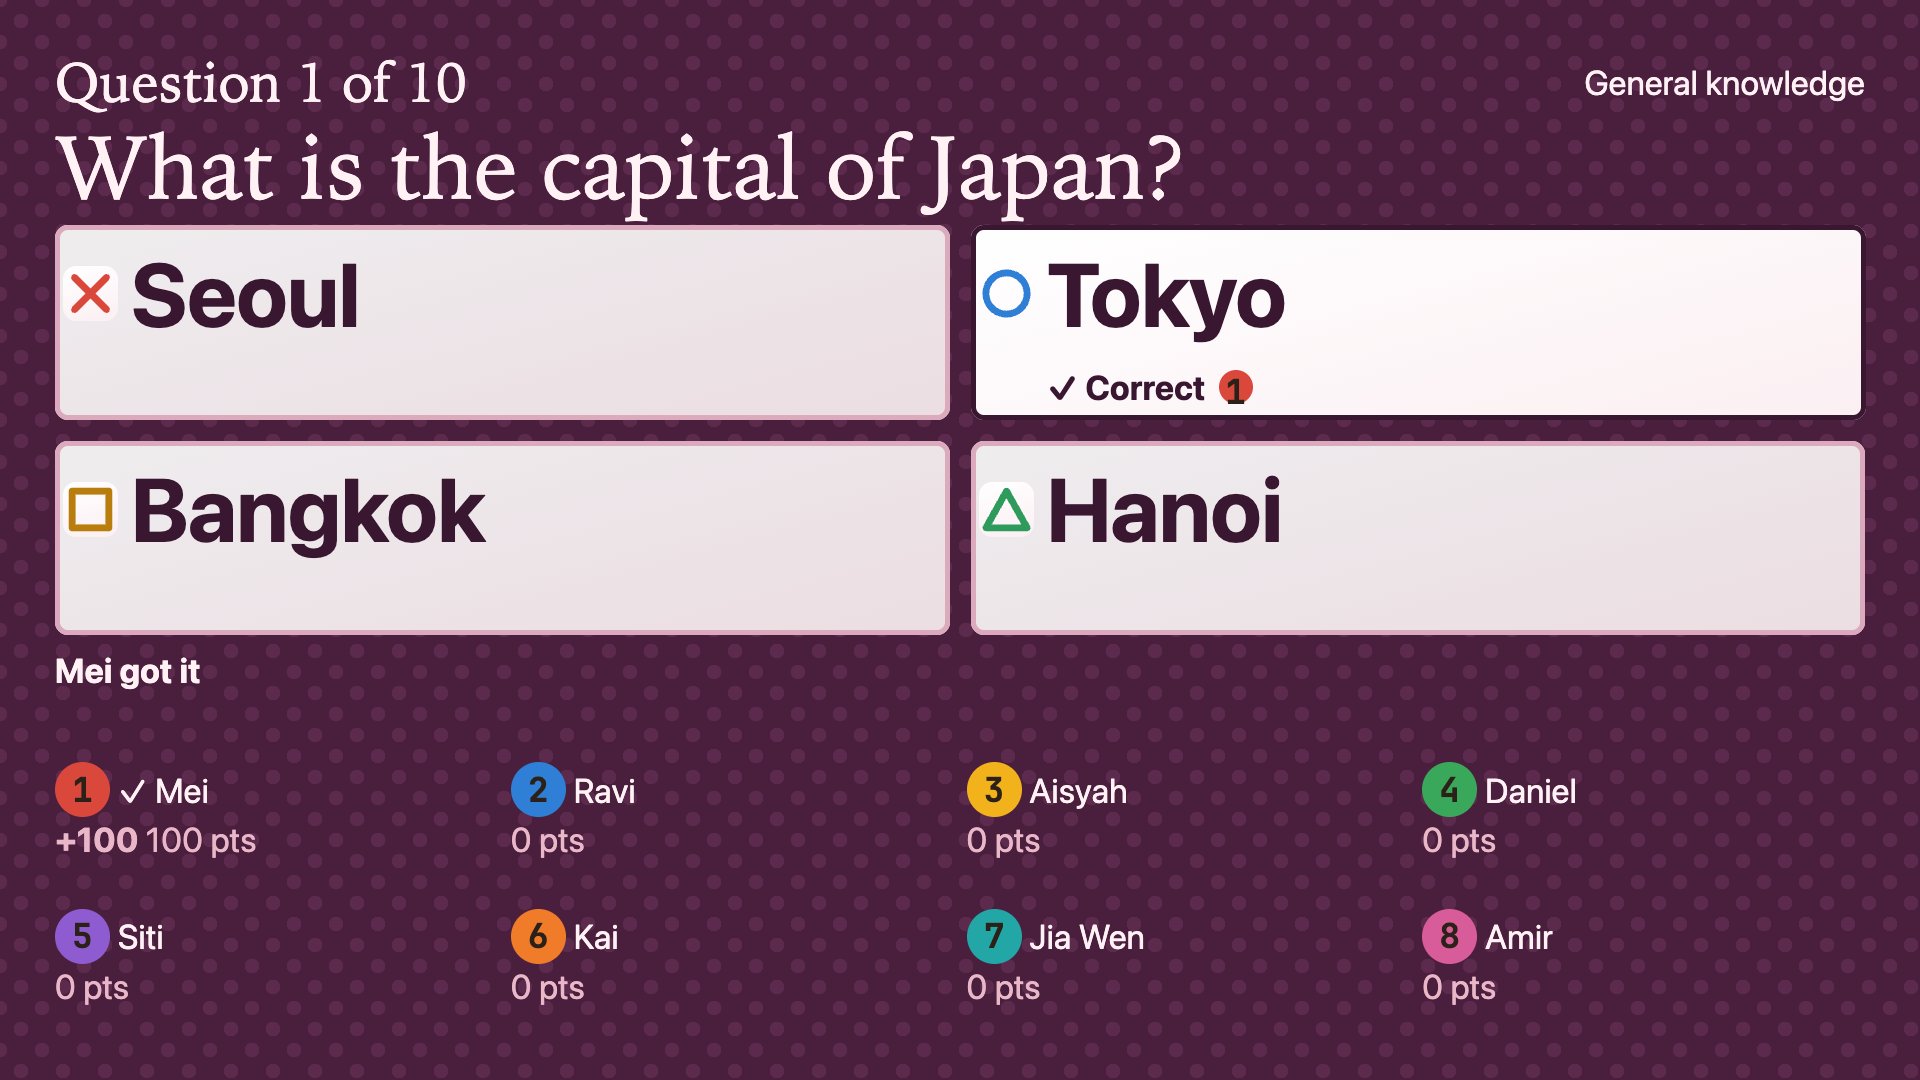 Question 1 of 10
General knowledge
What is the capital of Japan?
Seoul
Tokyo
✓ Correct 1
Bangkok
Hanoi
Mei got it
1 ✓ Mei
+100 100 pts
2 Ravi
0 pts
3 Aisyah
0 pts
4 Daniel
0 pts
5 Siti
0 pts
6 Kai
0 pts
7 Jia Wen
0 pts
8 Amir
0 pts